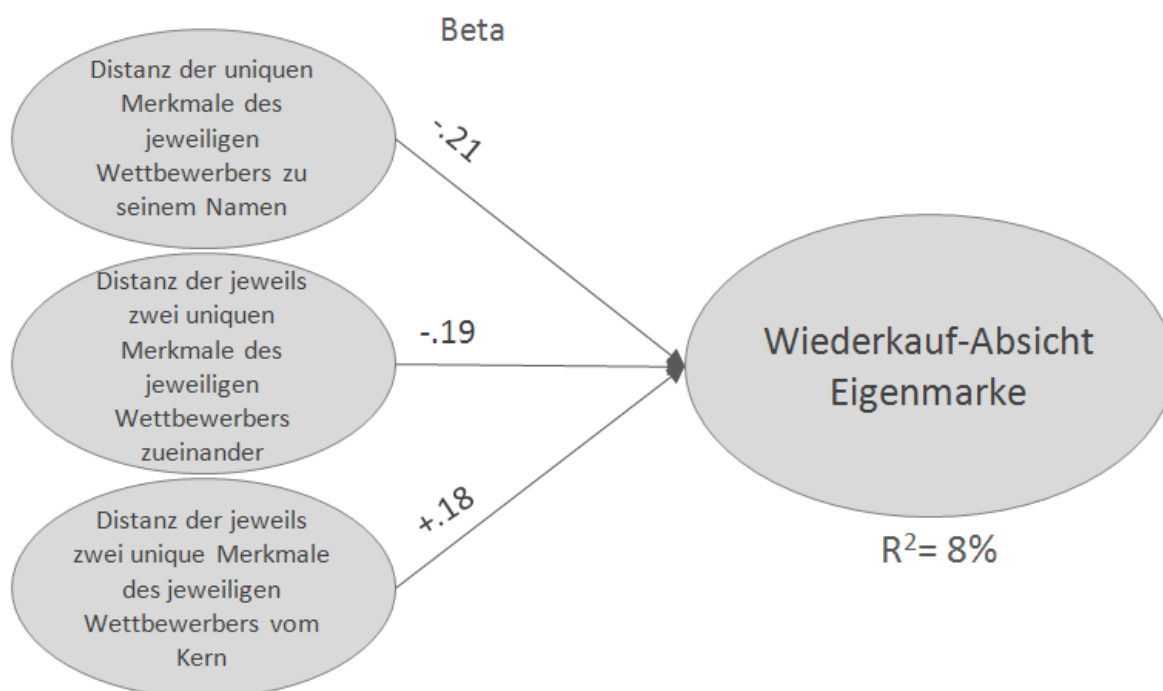 Beta
Distanz der uniquen
Merkmale des
jeweiligen
Wettbewerbers zu
seinem Namen
-.21
Distanz der jeweils
zwei uniquen
Merkmale des
jeweiligen
Wettbewerbers
zueinander
-.19
Distanz der jeweils
zwei unique Merkmale
des jeweiligen
Wettbewerbers vom
Kern
+.18
Wiederkauf-Absicht
Eigenmarke
R²= 8%